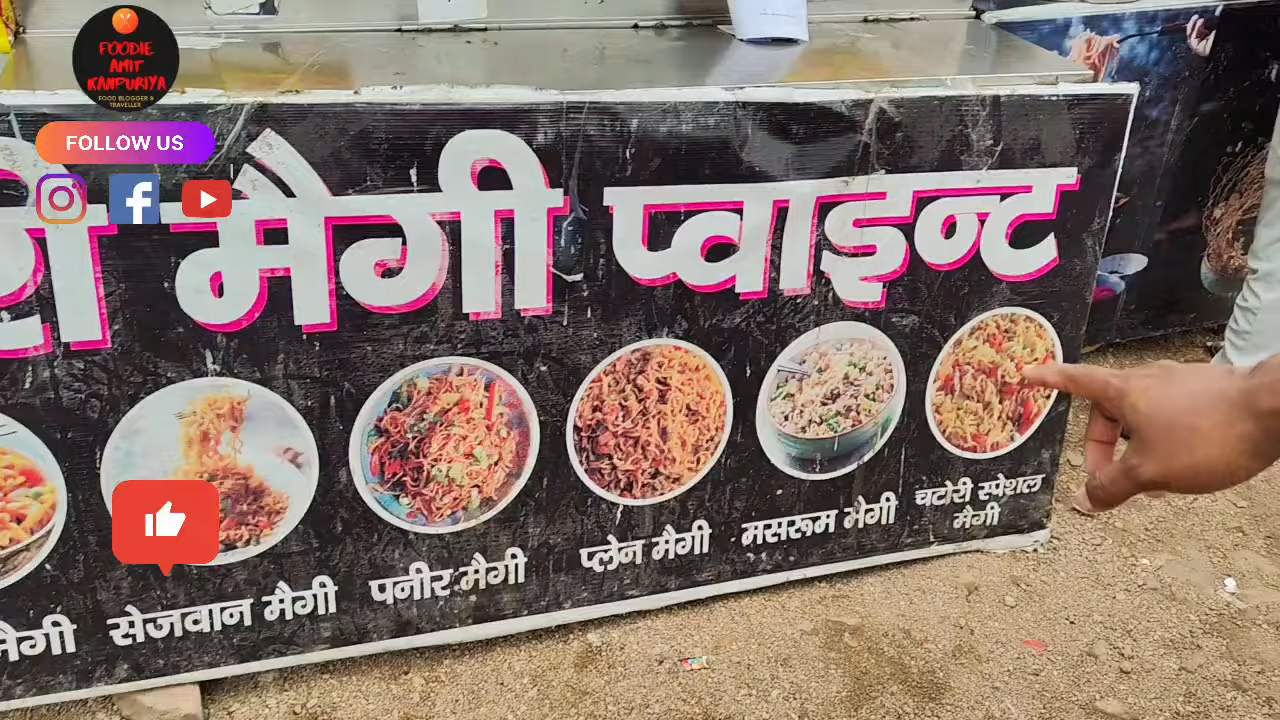 FOODIE
AMIT
KANPURIYA
FOOD BLOGGER &
TRAVELLER
FOLLOW US
मैगी प्वाइन्ट
मैगी
सेजवान मैगी
पनीर मैगी
प्लेन मैगी
मसरूम मैगी
चटोरी स्पेशल
मैगी